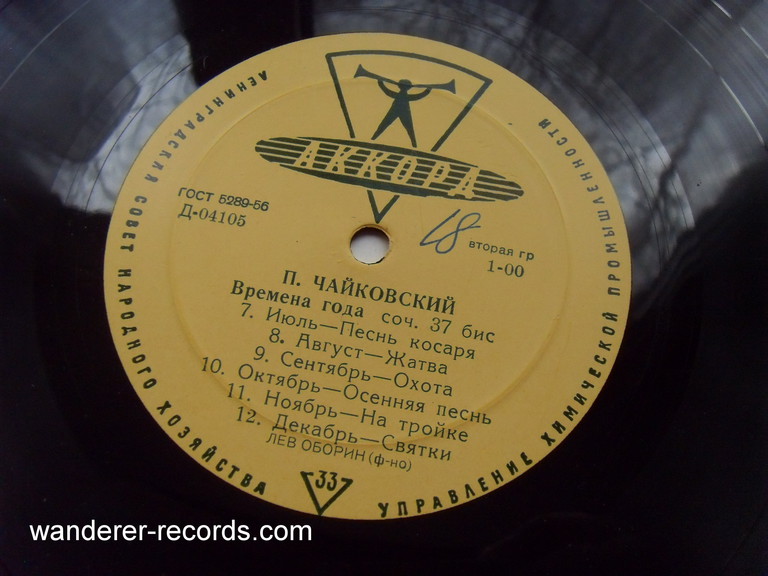 ЛЕНИНГРАДСКИЙ СОВЕТ НАРОДНОГО ХОЗЯЙСТВА
УПРАВЛЕНИЕ ХИМИЧЕСКОЙ ПРОМЫШЛЕННОСТИ
АККОРД
ГОСТ 5289-56
Д-04105
18
вторая гр
1-00
П. ЧАЙКОВСКИЙ
Времена года соч. 37 бис
7. Июль—Песнь косаря
8. Август—Жатва
9. Сентябрь—Охота
10. Октябрь—Осенняя песнь
11. Ноябрь—На тройке
12. Декабрь—Святки
ЛЕВ ОБОРИН (ф-но)
33
wanderer-records.com